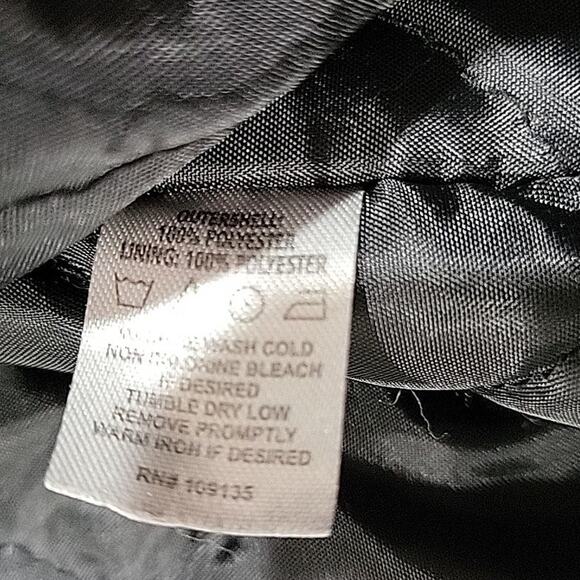 OUTERSHELL:
100% POLYESTER
LINING: 100% POLYESTER
WASH COLD
NON CHLORINE BLEACH
IF DESIRED
TUMBLE DRY LOW
REMOVE PROMPTLY
WARM IRON IF DESIRED
RN# 109135